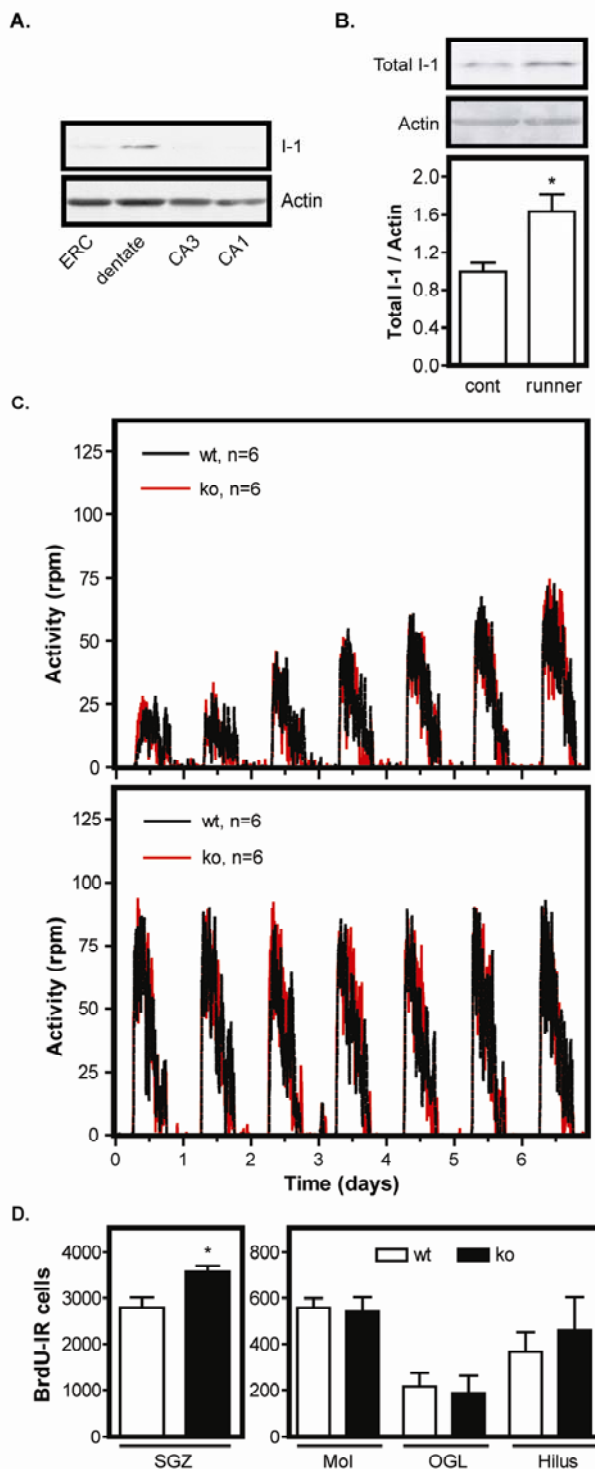 A.
I-1
Actin
ERC dentate CA3 CA1
B.
Total I-1
Actin
*
Total I-1 / Actin
2.0
1.6
1.2
0.8
0.4
0.0
cont runner
C.
wt, n=6
ko, n=6
Activity (rpm)
125
100
75
50
25
0
wt, n=6
ko, n=6
Activity (rpm)
125
100
75
50
25
0
0 1 2 3 4 5 6
Time (days)
D.
BrdU-IR cells
4000
3000
2000
1000
0
*
SGZ
800
600
400
200
0
wt ko
Mol OGL Hilus